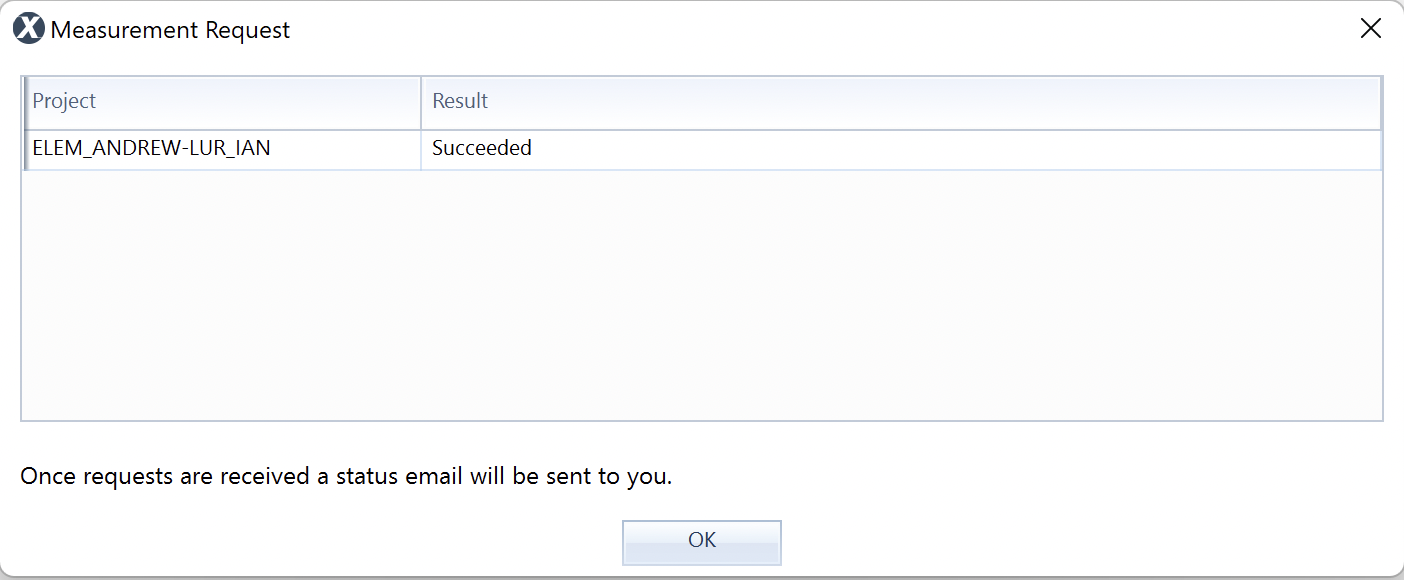 Measurement Request
Project Result
ELEM_ANDREW-LUR_IAN Succeeded
Once requests are received a status email will be sent to you.
OK